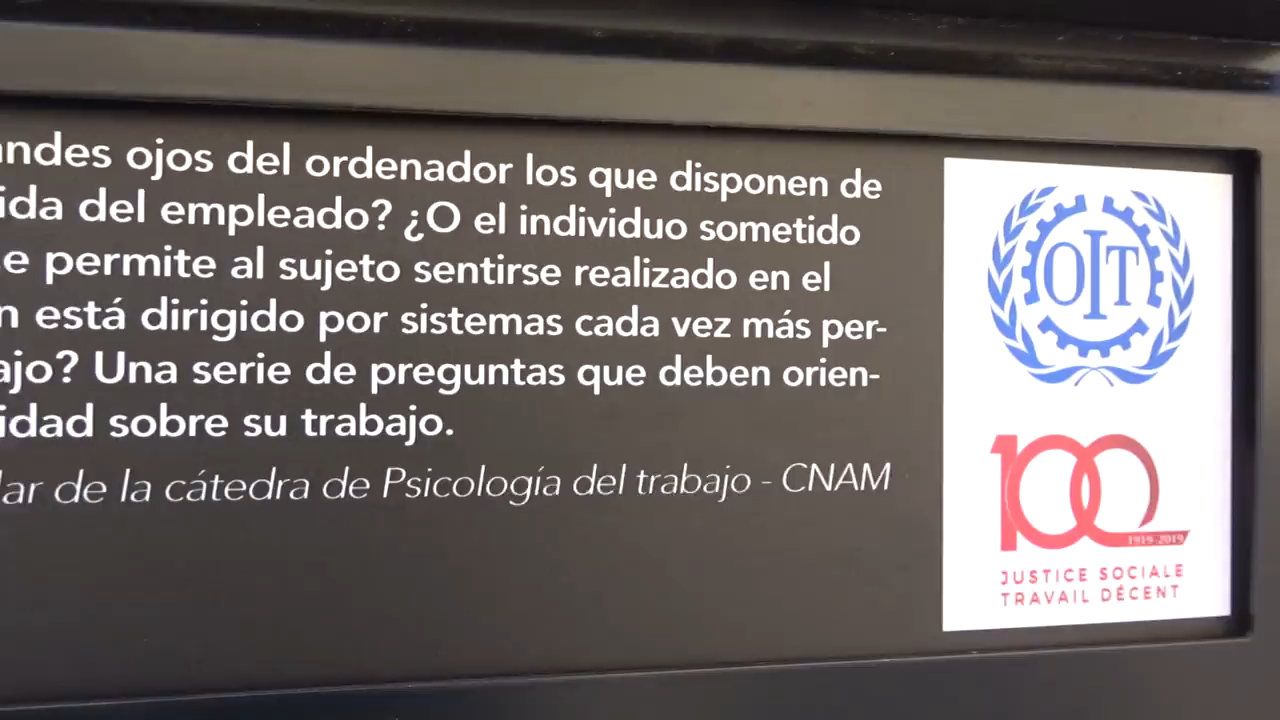 andes ojos del ordenador los que disponen de
ida del empleado? ¿O el individuo sometido
e permite al sujeto sentirse realizado en el
n está dirigido por sistemas cada vez más per-
ajo? Una serie de preguntas que deben orien-
idad sobre su trabajo.
lar de la cátedra de Psicología del trabajo - CNAM
OIT
100
1919-2019
JUSTICE SOCIALE
TRAVAIL DÉCENT